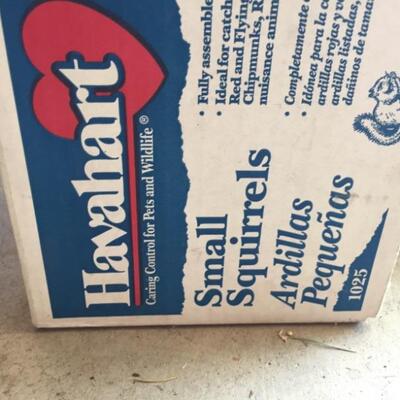 Havahart
Caring Control for Pets and Wildlife®
Small
Squirrels
Ardillas
Pequeñas
1025
• Fully assemble
• Ideal for catch
Red and Flying
Chipmunks, R
nuisance anim
• Completamente
• Idónea para la c
ardillas rojas y v
ardillas listadas,
dañinos de tama